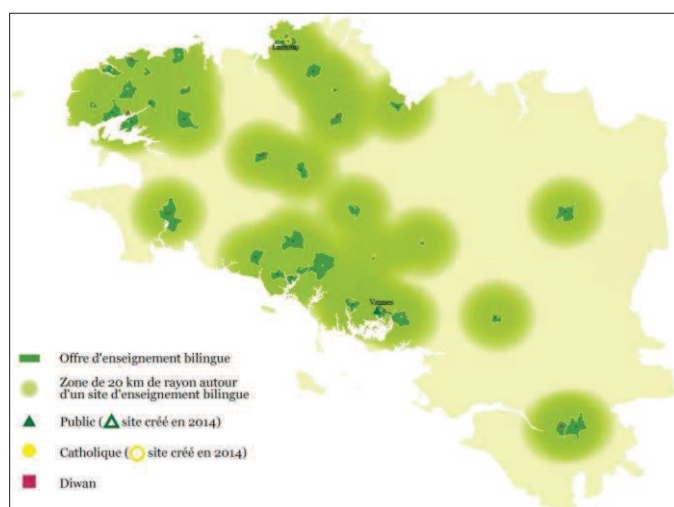 Lannion
Vannes
Offre d'enseignement bilingue
Zone de 20 km de rayon autour
d'un site d'enseignement bilingue
Public ( site créé en 2014)
Catholique ( site créé en 2014)
Diwan